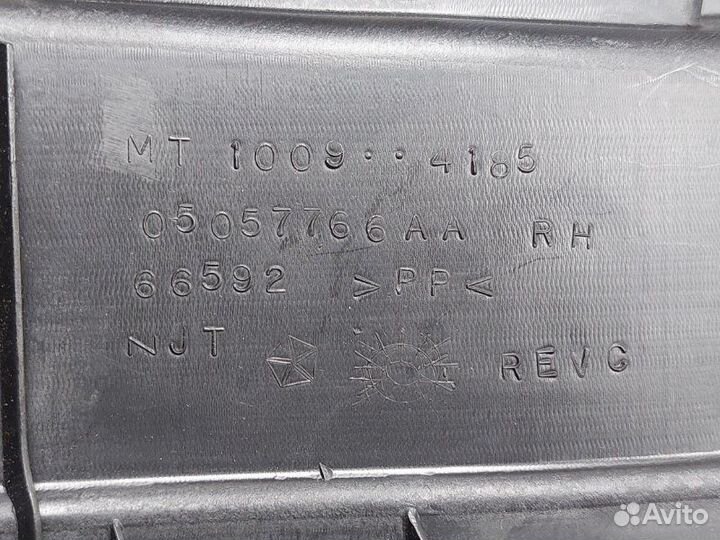 MT 1009·· 4185
05057766AA RH
66592 >PP<
NJT REVC
Avito